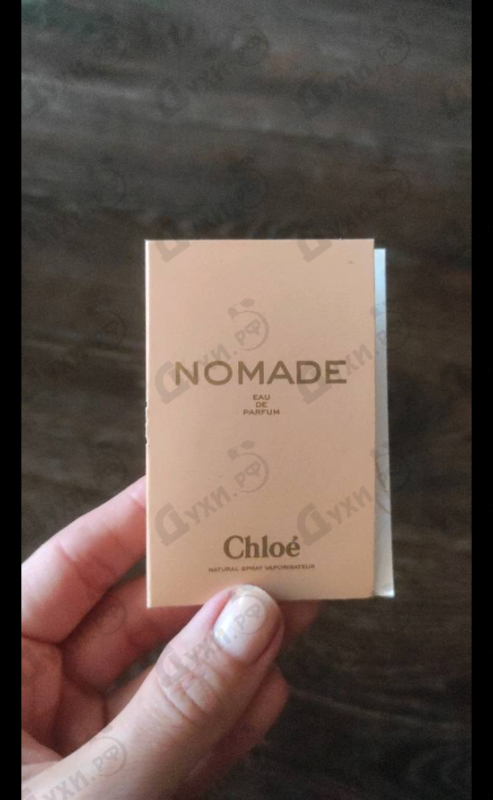 NOMADE
EAU
DE
PARFUM
Chloé
NATURAL SPRAY VAPORISATEUR
Духи.рф